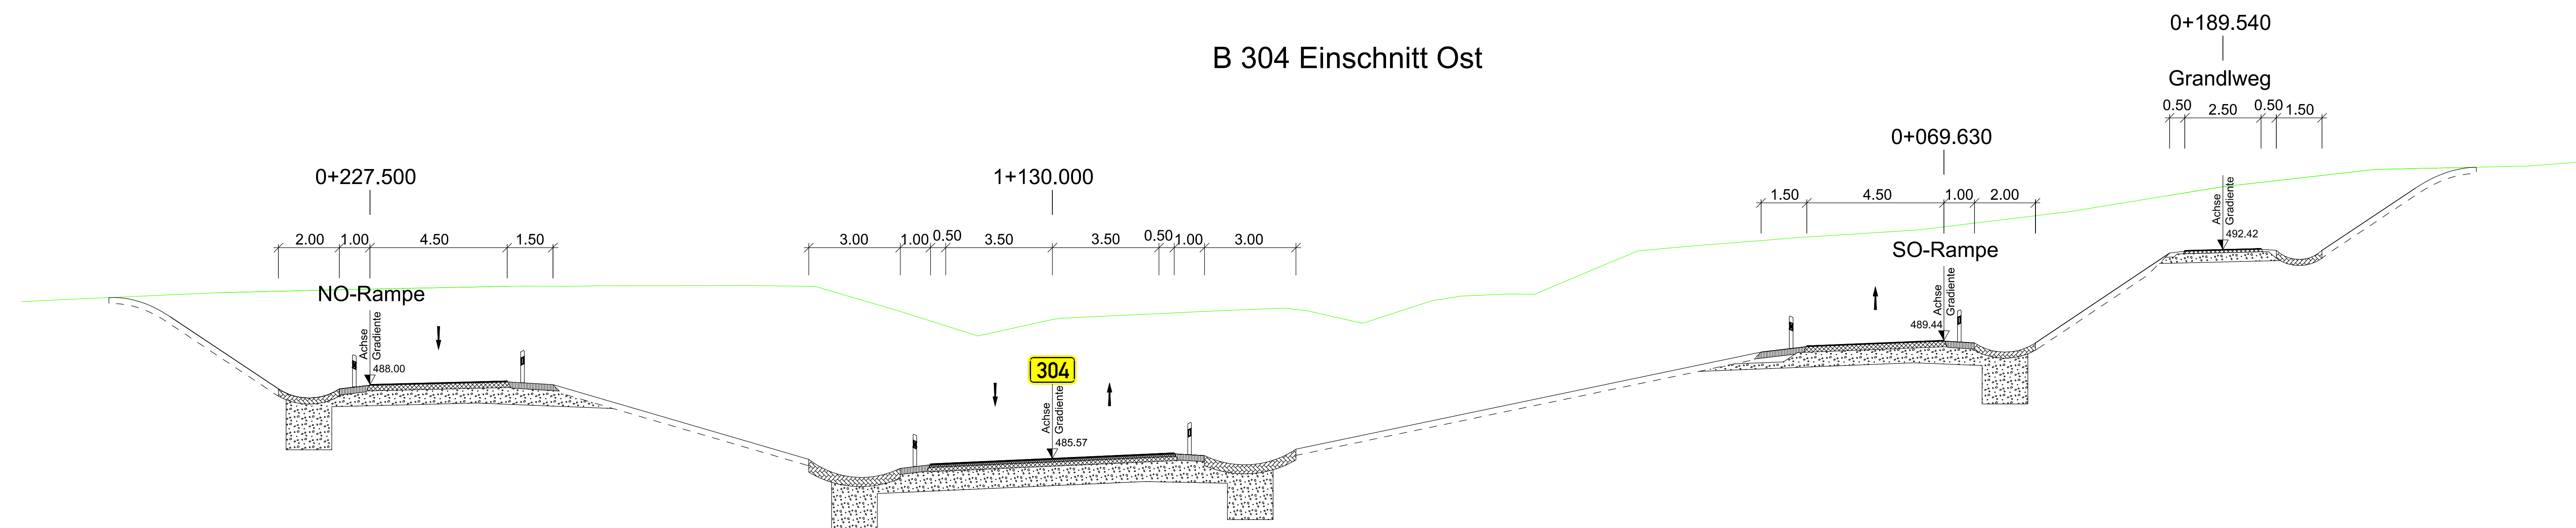 B 304 Einschnitt Ost
0+227.500
2.00 1.00 4.50 1.50
NO-Rampe
Achse
Gradiente
488.00
1+130.000
3.00 1.00 0.50 3.50 3.50 0.50 1.00 3.00
304
Achse
Gradiente
485.57
0+069.630
1.50 4.50 1.00 2.00
SO-Rampe
Achse
Gradiente
489.44
0+189.540
Grandlweg
0.50 2.50 0.50 1.50
Achse
Gradiente
492.42